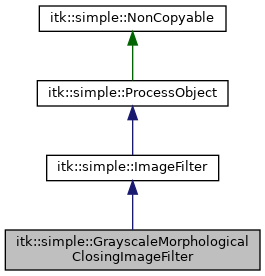 itk::simple::NonCopyable
itk::simple::ProcessObject
itk::simple::ImageFilter
itk::simple::GrayscaleMorphological
ClosingImageFilter